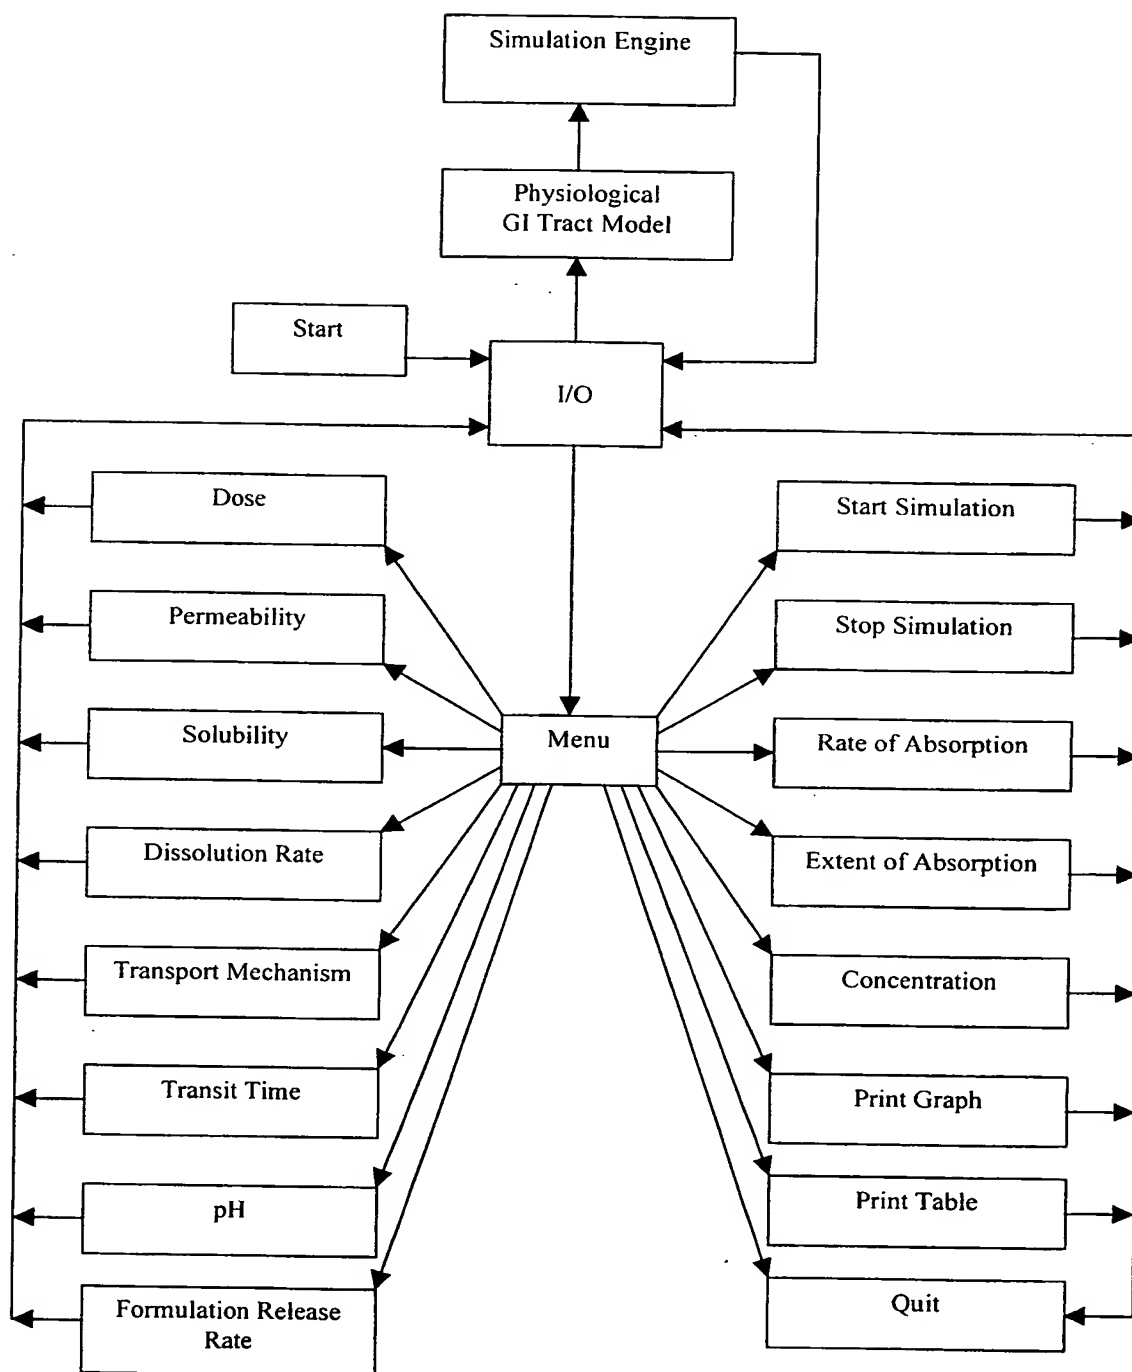 Simulation Engine
Physiological
GI Tract Model
Start
I/O
Dose
Permeability
Solubility
Dissolution Rate
Transport Mechanism
Transit Time
pH
Formulation Release
Rate
Menu
Start Simulation
Stop Simulation
Rate of Absorption
Extent of Absorption
Concentration
Print Graph
Print Table
Quit